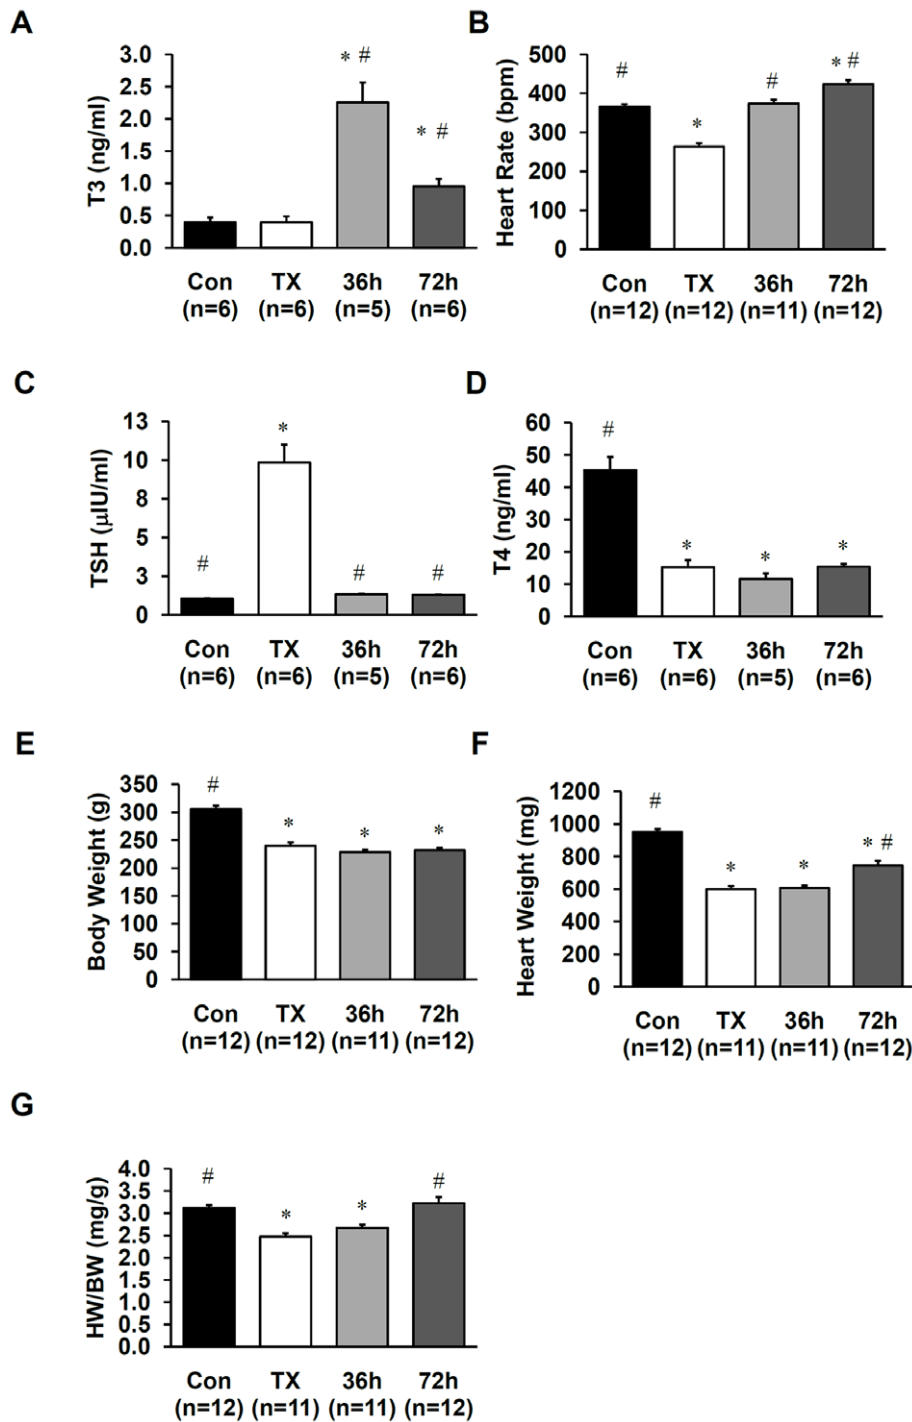 A
T3 (ng/ml)
3.0
2.5
2.0
1.5
1.0
0.5
0.0
* #
* #
Con TX 36h 72h
(n=6) (n=6) (n=5) (n=6)
B
Heart Rate (bpm)
500
400
300
200
100
0
# * # * #
Con TX 36h 72h
(n=12) (n=12) (n=11) (n=12)
C
TSH (µIU/ml)
13
10
8
5
3
0
# * # #
Con TX 36h 72h
(n=6) (n=6) (n=5) (n=6)
D
T4 (ng/ml)
60
50
40
30
20
10
0
# * * *
Con TX 36h 72h
(n=6) (n=6) (n=5) (n=6)
E
Body Weight (g)
350
300
250
200
150
100
50
0
# * * *
Con TX 36h 72h
(n=12) (n=12) (n=11) (n=12)
F
Heart Weight (mg)
1200
1000
800
600
400
200
0
# * * * #
Con TX 36h 72h
(n=12) (n=11) (n=11) (n=12)
G
HW/BW (mg/g)
4.0
3.5
3.0
2.5
2.0
1.5
1.0
0.5
0.0
# * * #
Con TX 36h 72h
(n=12) (n=11) (n=11) (n=12)